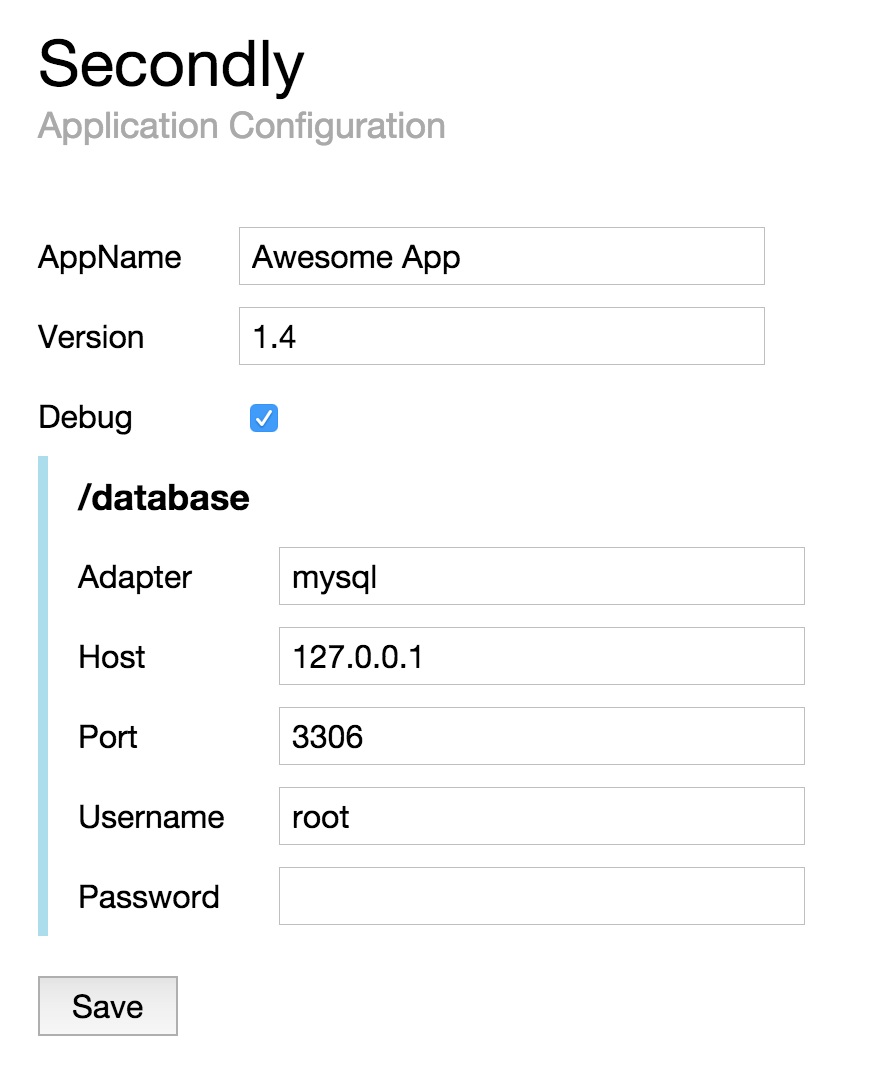 Secondly
Application Configuration
AppName Awesome App
Version 1.4
Debug
/database
Adapter mysql
Host 127.0.0.1
Port 3306
Username root
Password
Save